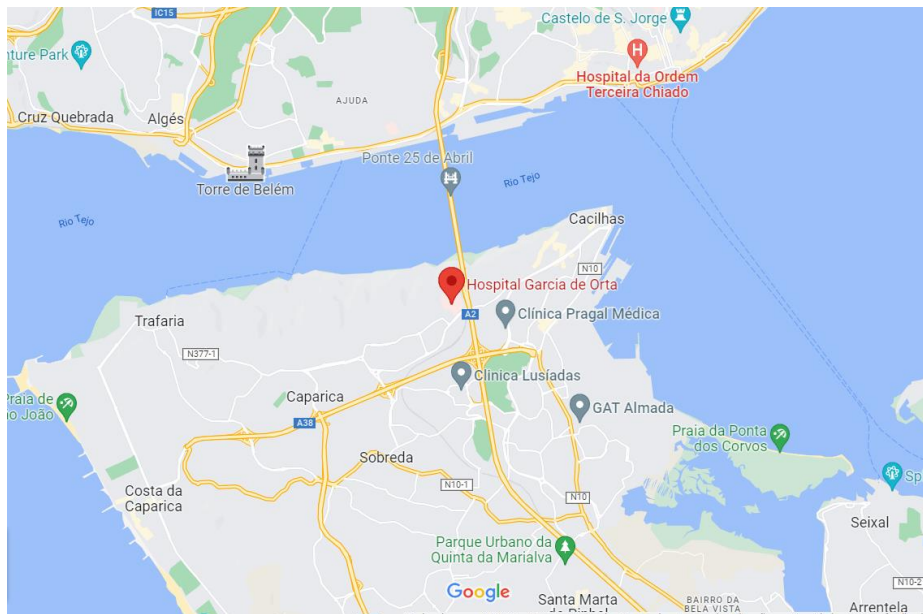 IC15
Castelo de S. Jorge
nture Park
Hospital da Ordem
Terceira Chiado
AJUDA
Cruz Quebrada
Algés
Ponte 25 de Abril
Torre de Belém
Rio Tejo
Rio Tejo
Cacilhas
N10
Hospital Garcia de Orta
A2
Clínica Pragal Médica
Trafaria
N377-1
Clinica Lusíadas
Caparica
Praia de
ão João
GAT Almada
A38
Praia da Ponta
dos Corvos
Sobreda
N10-1
N10
Sp
Costa da
Caparica
Seixal
Parque Urbano da
Quinta da Marialva
Google
Santa Marta
BAIRRO DA
BELA VISTA
N10-2
Arrentela